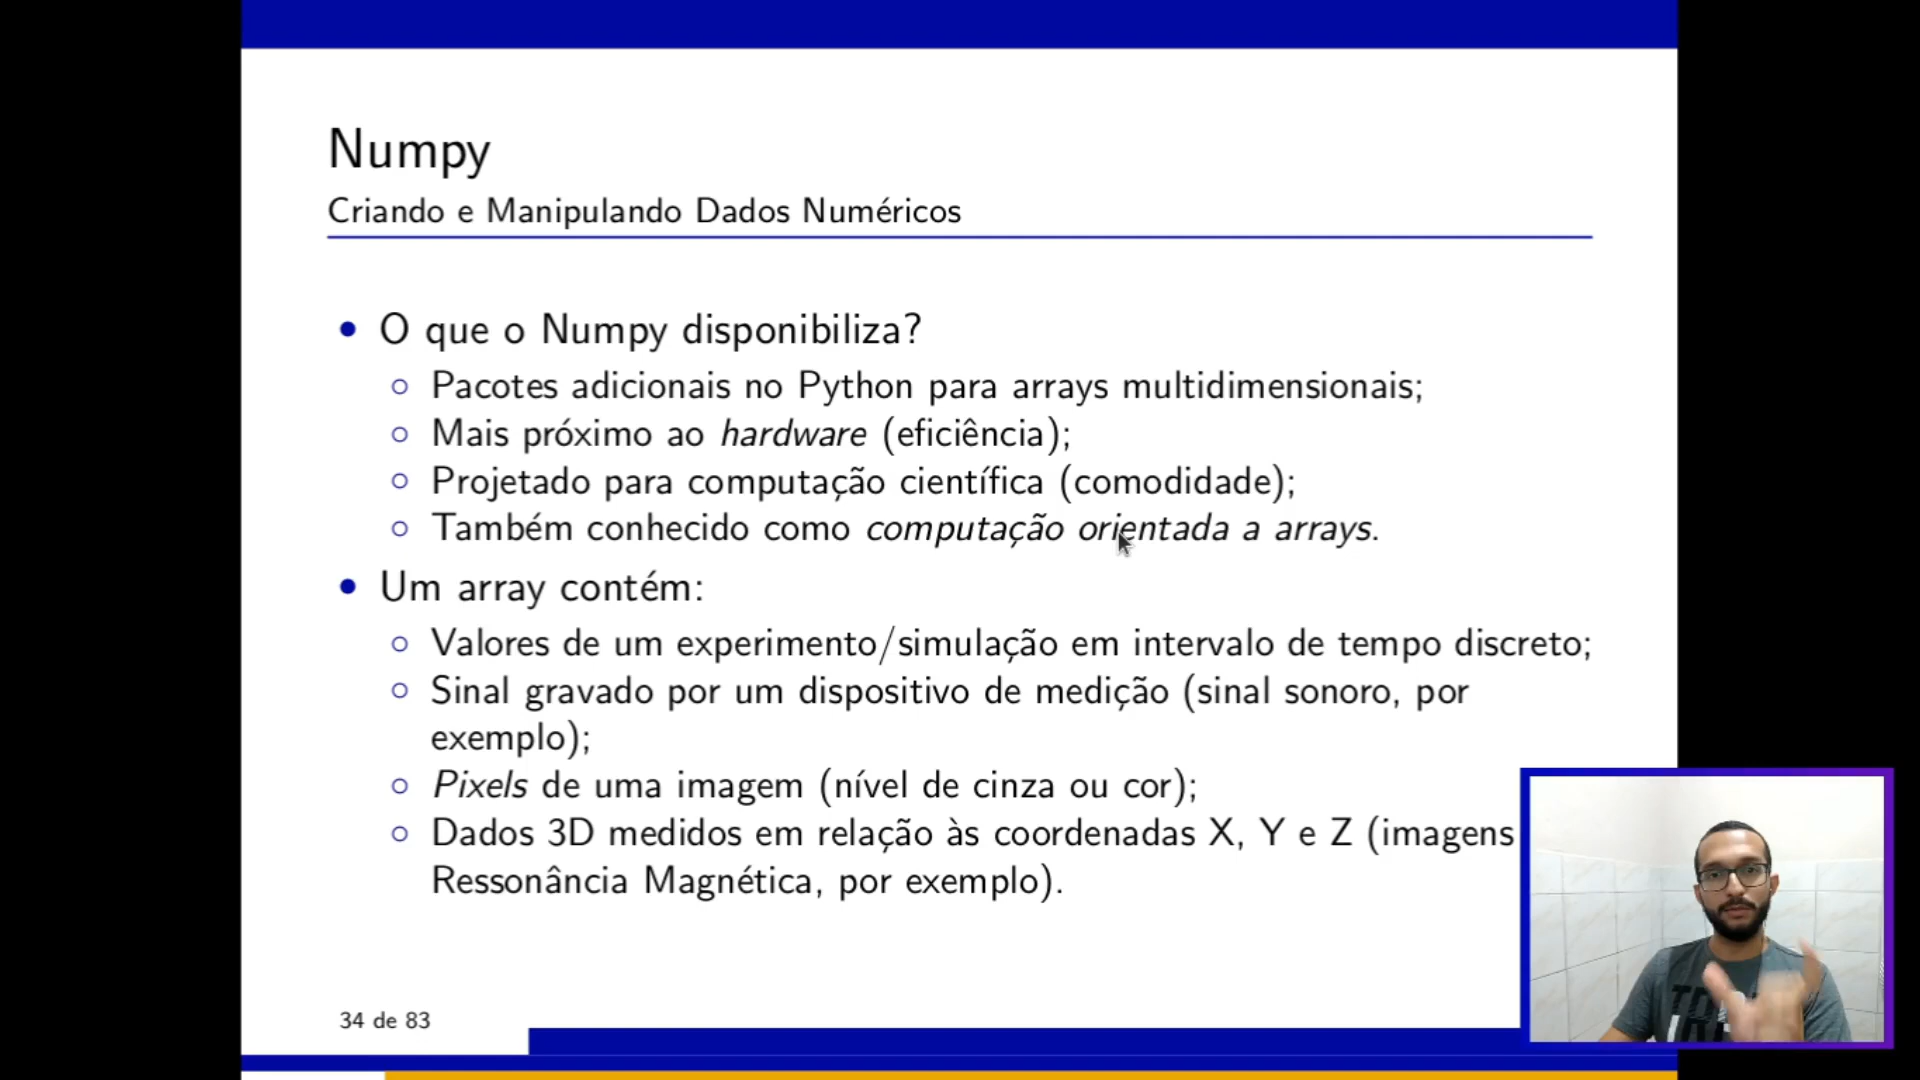 Numpy
Criando e Manipulando Dados Numéricos
O que o Numpy disponibiliza?
Pacotes adicionais no Python para arrays multidimensionais;
Mais próximo ao hardware (eficiência);
Projetado para computação científica (comodidade);
Também conhecido como computação orientada a arrays.
Um array contém:
Valores de um experimento/simulação em intervalo de tempo discreto;
Sinal gravado por um dispositivo de medição (sinal sonoro, por
exemplo);
Pixels de uma imagem (nível de cinza ou cor);
Dados 3D medidos em relação às coordenadas X, Y e Z (imagens
Ressonância Magnética, por exemplo).
34 de 83